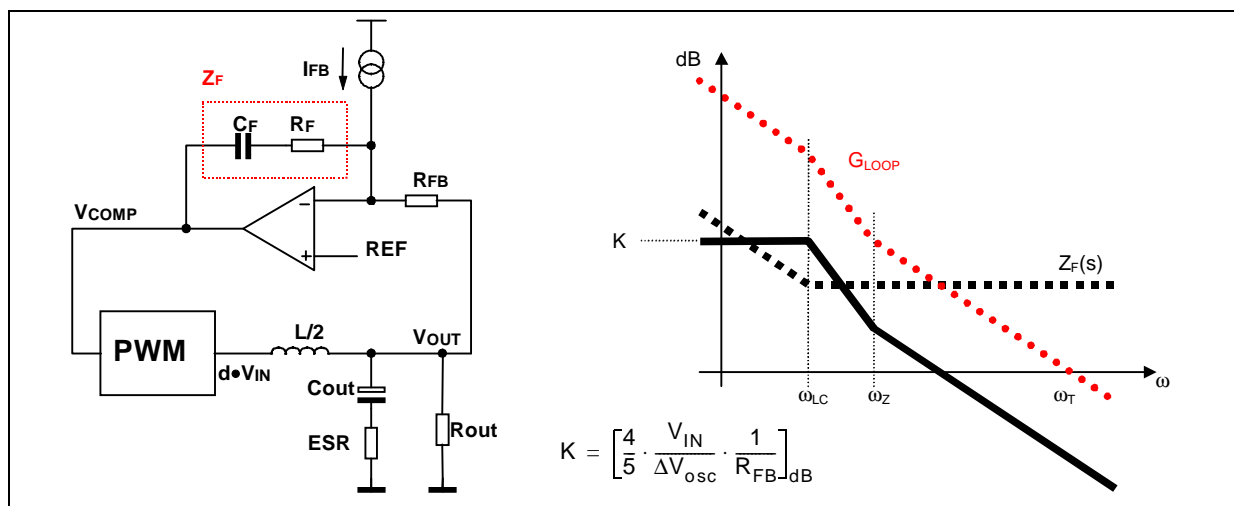 ZF
IFB
CF RF
RFB
VCOMP
−
+
REF
PWM
L/2
d•VIN
VOUT
Cout
ESR
Rout
dB
GLOOP
K
ZF(s)
ωLC
ωZ
ωT
ω
K = [4/5 · VIN/ΔVosc · 1/RFB]dB